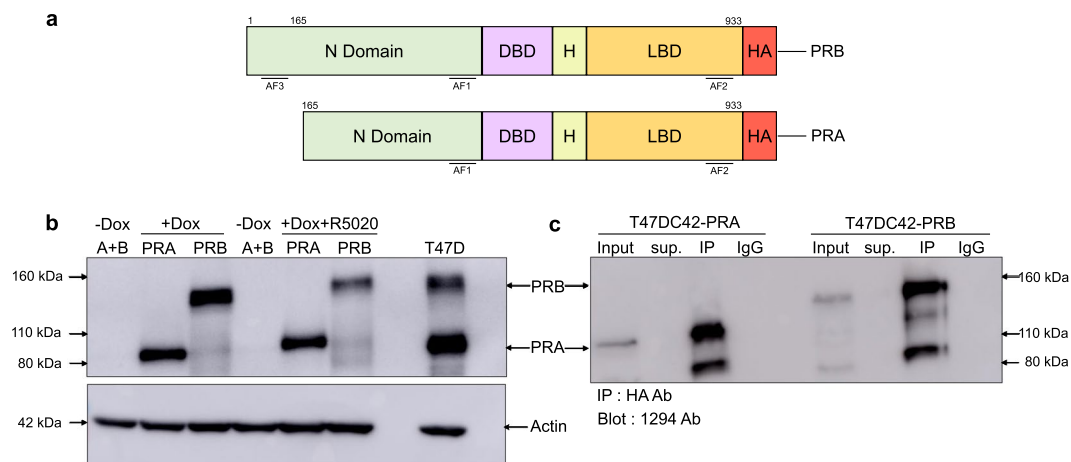 a
1 165 933
N Domain DBD H LBD HA PRB
AF3 AF1 AF2
165 933
N Domain DBD H LBD HA PRA
AF1 AF2
b
-Dox +Dox -Dox +Dox+R5020
A+B PRA PRB A+B PRA PRB T47D
160 kDa
110 kDa
80 kDa
PRB
PRA
42 kDa
Actin
c
T47DC42-PRA T47DC42-PRB
Input sup. IP IgG Input sup. IP IgG
160 kDa
110 kDa
80 kDa
IP : HA Ab
Blot : 1294 Ab